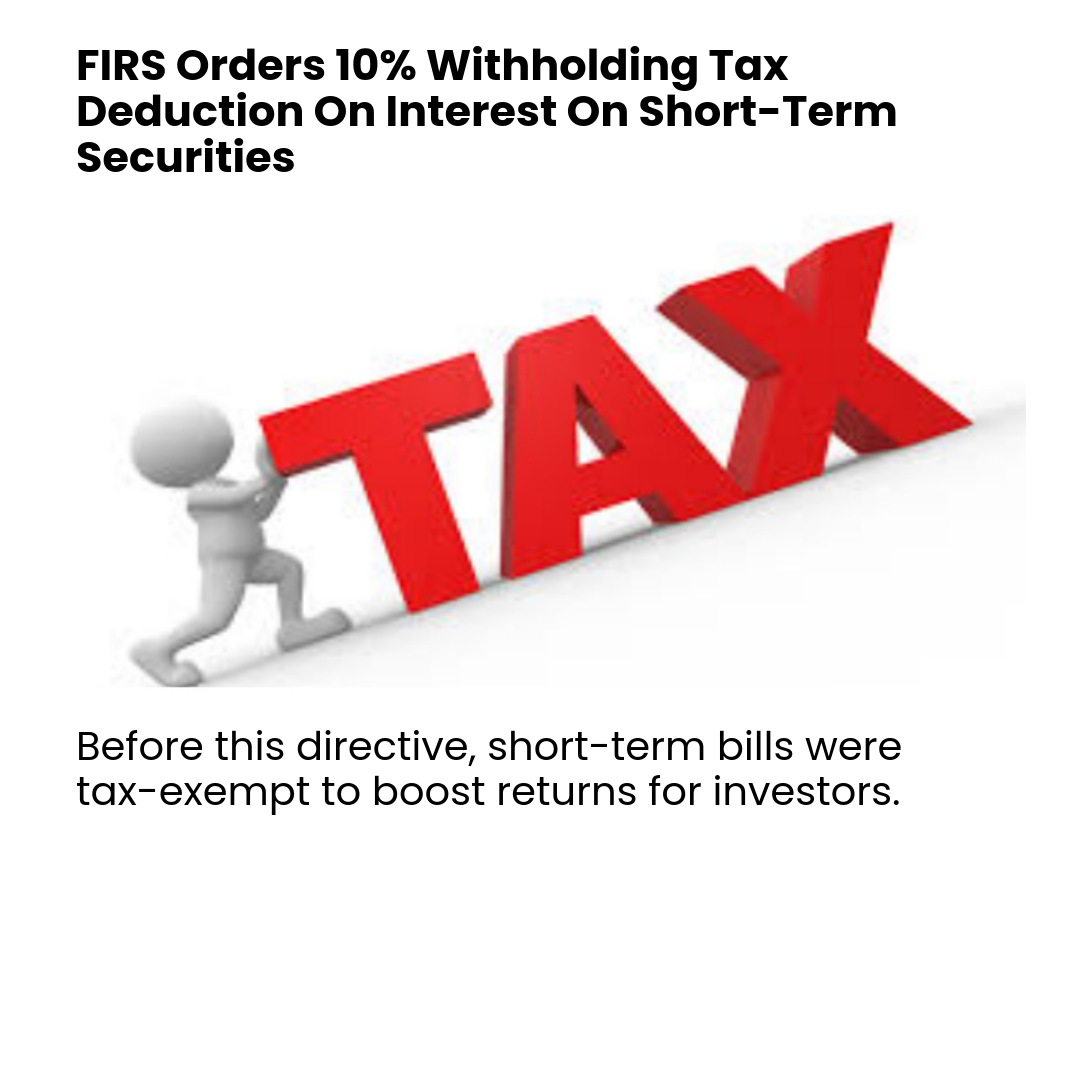 FIRS Orders 10% Withholding Tax
Deduction On Interest On Short-Term
Securities
TAX
Before this directive, short-term bills were
tax-exempt to boost returns for investors.